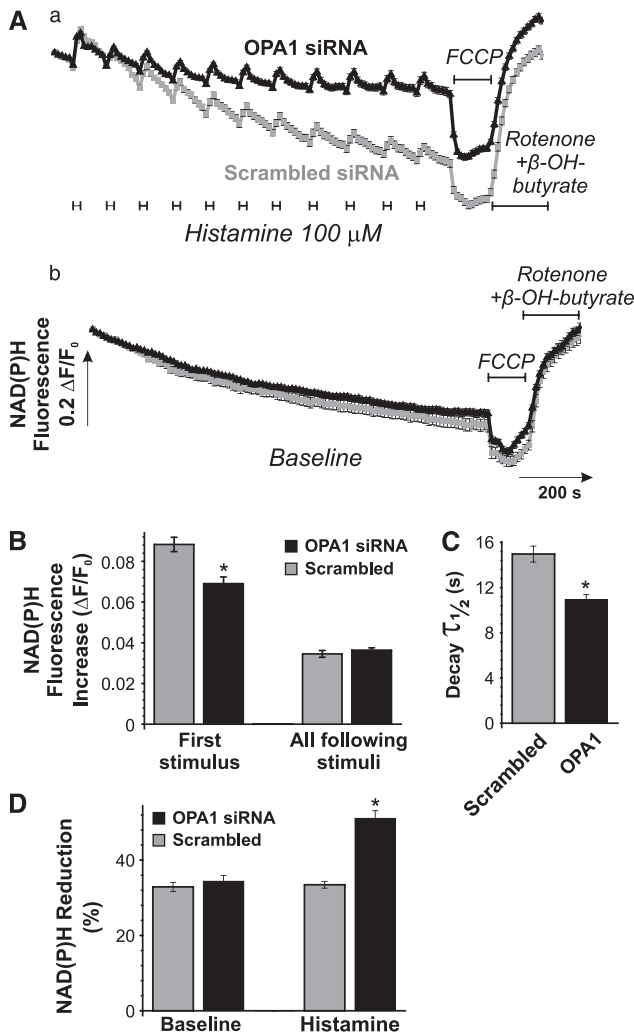 A
a
OPA1 siRNA
FCCP
Scrambled siRNA
Rotenone
+β-OH-
butyrate
Histamine 100 μM
b
Rotenone
+β-OH-butyrate
NAD(P)H
Fluorescence
0.2 ΔF/F0
FCCP
Baseline
200 s
B
NAD(P)H
Fluorescence
Increase (ΔF/F0)
0.08
0.06
0.04
0.02
0
*
OPA1 siRNA
Scrambled
First
stimulus
All following
stimuli
C
Decay τ1/2 (s)
16
12
8
4
0
*
Scrambled
OPA1
D
NAD(P)H Reduction
(%)
40
20
0
OPA1 siRNA
Scrambled
*
Baseline
Histamine